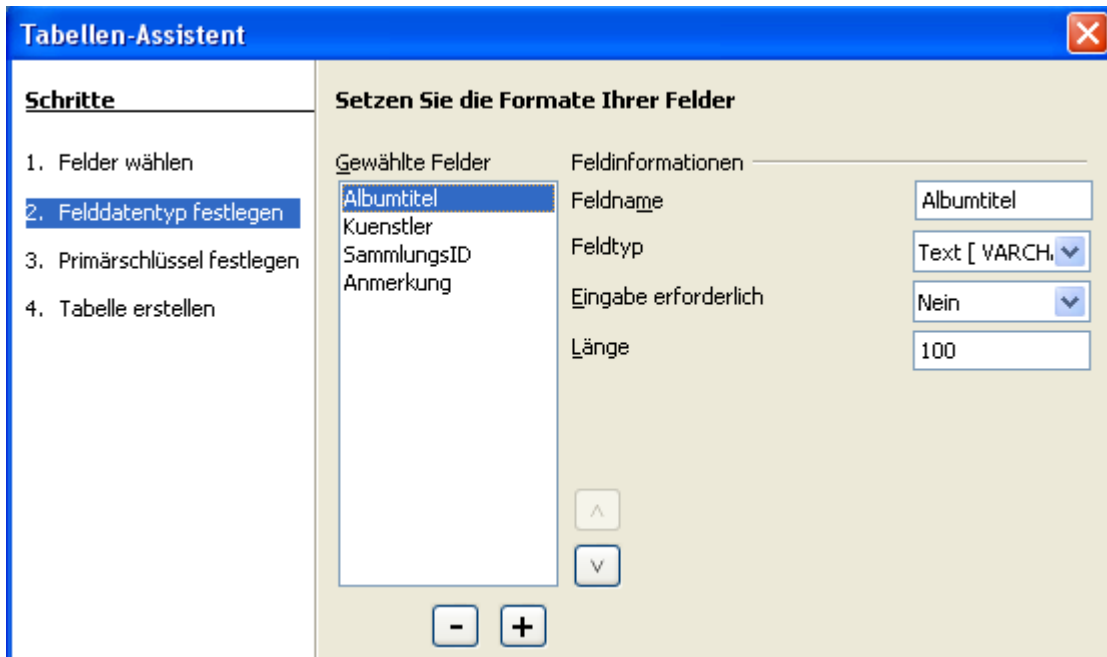 Tabellen-Assistent
Schritte
1. Felder wählen
2. Felddatentyp festlegen
3. Primärschlüssel festlegen
4. Tabelle erstellen
Setzen Sie die Formate Ihrer Felder
Gewählte Felder
Albumtitel
Kuenstler
SammlungsID
Anmerkung
- +
Feldinformationen
Feldname Albumtitel
Feldtyp Text [ VARCH
Eingabe erforderlich Nein
Länge 100